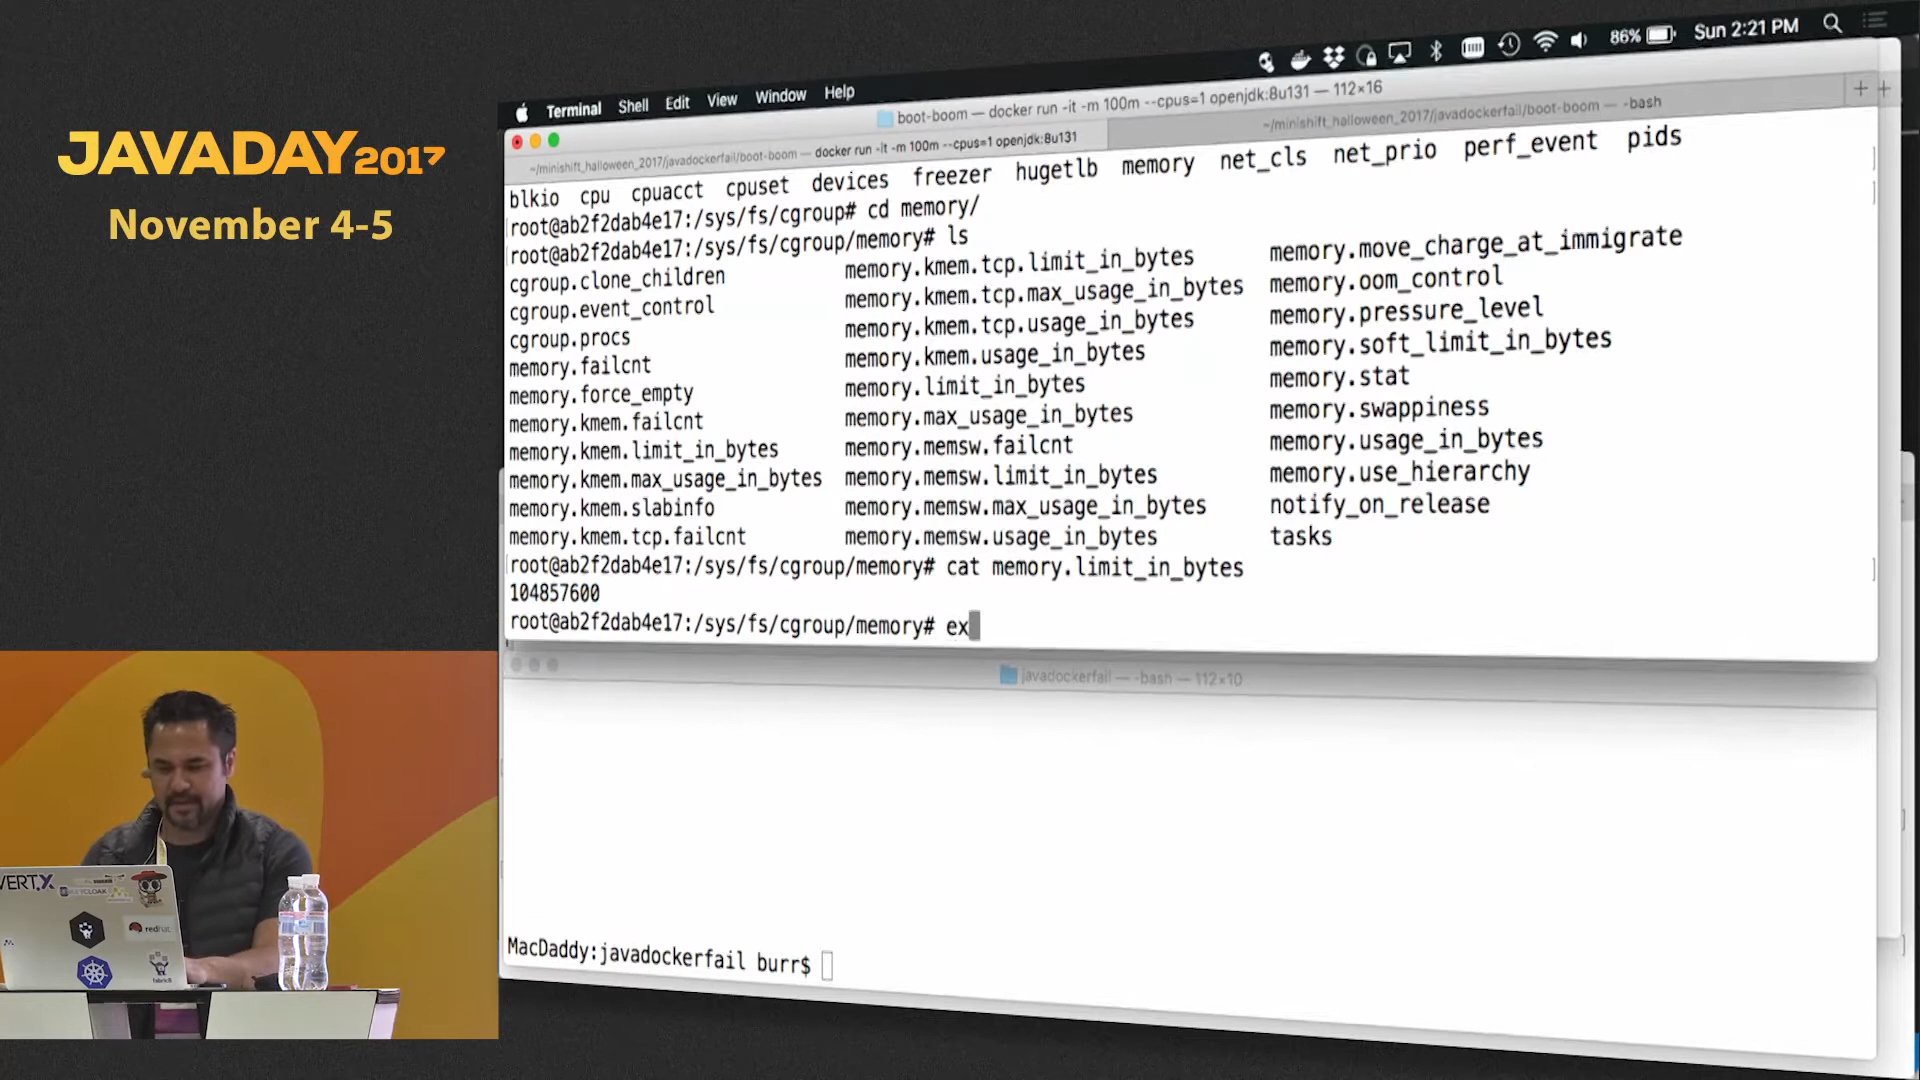 JAVADAY2017
November 4-5
Terminal Shell Edit View Window Help
86% Sun 2:21 PM
boot-boom — docker run -it -m 100m --cpus=1 openjdk:8u131 — 112×16
~/minishift_halloween_2017/javadockerfail/boot-boom — docker run -it -m 100m --cpus=1 openjdk:8u131
~/minishift_halloween_2017/javadockerfail/boot-boom — -bash
blkio cpu cpuacct cpuset devices freezer hugetlb memory net_cls net_prio perf_event pids
root@ab2f2dab4e17:/sys/fs/cgroup# cd memory/
root@ab2f2dab4e17:/sys/fs/cgroup/memory# ls
cgroup.clone_children memory.kmem.tcp.limit_in_bytes memory.move_charge_at_immigrate
cgroup.event_control memory.kmem.tcp.max_usage_in_bytes memory.oom_control
cgroup.procs memory.kmem.tcp.usage_in_bytes memory.pressure_level
memory.failcnt memory.kmem.usage_in_bytes memory.soft_limit_in_bytes
memory.force_empty memory.limit_in_bytes memory.stat
memory.kmem.failcnt memory.max_usage_in_bytes memory.swappiness
memory.kmem.limit_in_bytes memory.memsw.failcnt memory.usage_in_bytes
memory.kmem.max_usage_in_bytes memory.memsw.limit_in_bytes memory.use_hierarchy
memory.kmem.slabinfo memory.memsw.max_usage_in_bytes notify_on_release
memory.kmem.tcp.failcnt memory.memsw.usage_in_bytes tasks
root@ab2f2dab4e17:/sys/fs/cgroup/memory# cat memory.limit_in_bytes
104857600
root@ab2f2dab4e17:/sys/fs/cgroup/memory# ex
javadockerfail — -bash — 112×10
MacDaddy:javadockerfail burr$
VERT.X
KEYCLOAK
redhat
fabric8